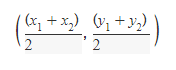 ( (x₁ + x₂)/2 , (y₁ + y₂)/2 )